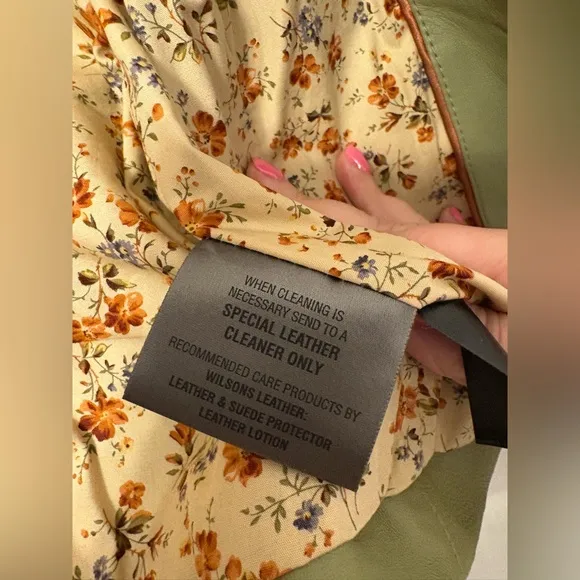 WHEN CLEANING IS
NECESSARY SEND TO A
SPECIAL LEATHER
CLEANER ONLY
RECOMMENDED CARE PRODUCTS BY
WILSONS LEATHER:
LEATHER & SUEDE PROTECTOR
LEATHER LOTION